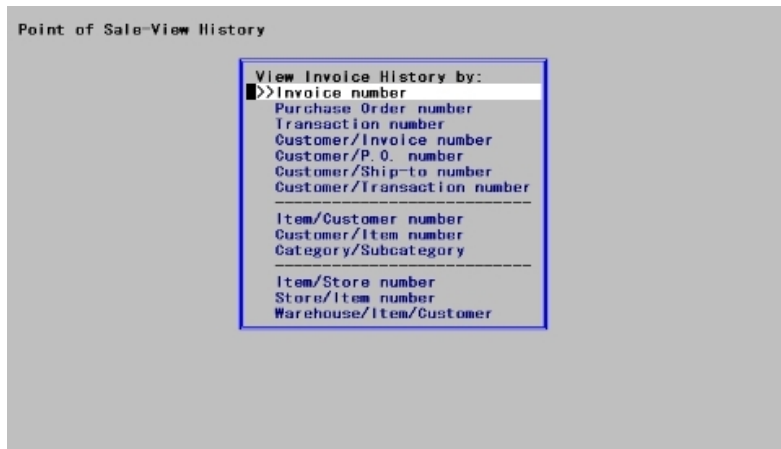 Point of Sale-View History
View Invoice History by:
>>Invoice number
Purchase Order number
Transaction number
Customer/Invoice number
Customer/P.O. number
Customer/Ship-to number
Customer/Transaction number
----------------------------
Item/Customer number
Customer/Item number
Category/Subcategory
----------------------------
Item/Store number
Store/Item number
Warehouse/Item/Customer